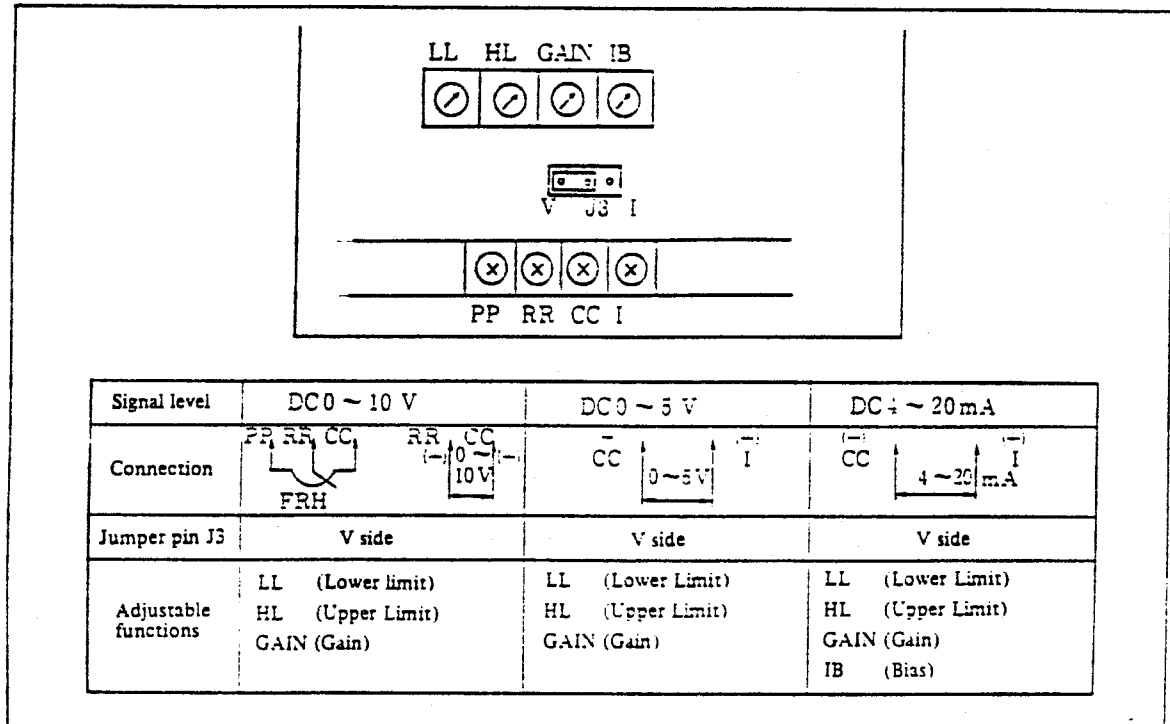 LL HL GAIN IB
V J3 I
PP RR CC I
Signal level DC 0 ~ 10 V DC 0 ~ 5 V DC 4 ~ 20 mA
Connection
PP RR CC
FRH
RR CC
(-) 0 ~ (-)
10 V
CC 0~5 V I
CC 4 ~20 mA I
Jumper pin J3 V side V side V side
Adjustable functions
LL (Lower limit)
HL (Upper Limit)
GAIN (Gain)
LL (Lower Limit)
HL (Upper Limit)
GAIN (Gain)
LL (Lower Limit)
HL (Upper Limit)
GAIN (Gain)
IB (Bias)